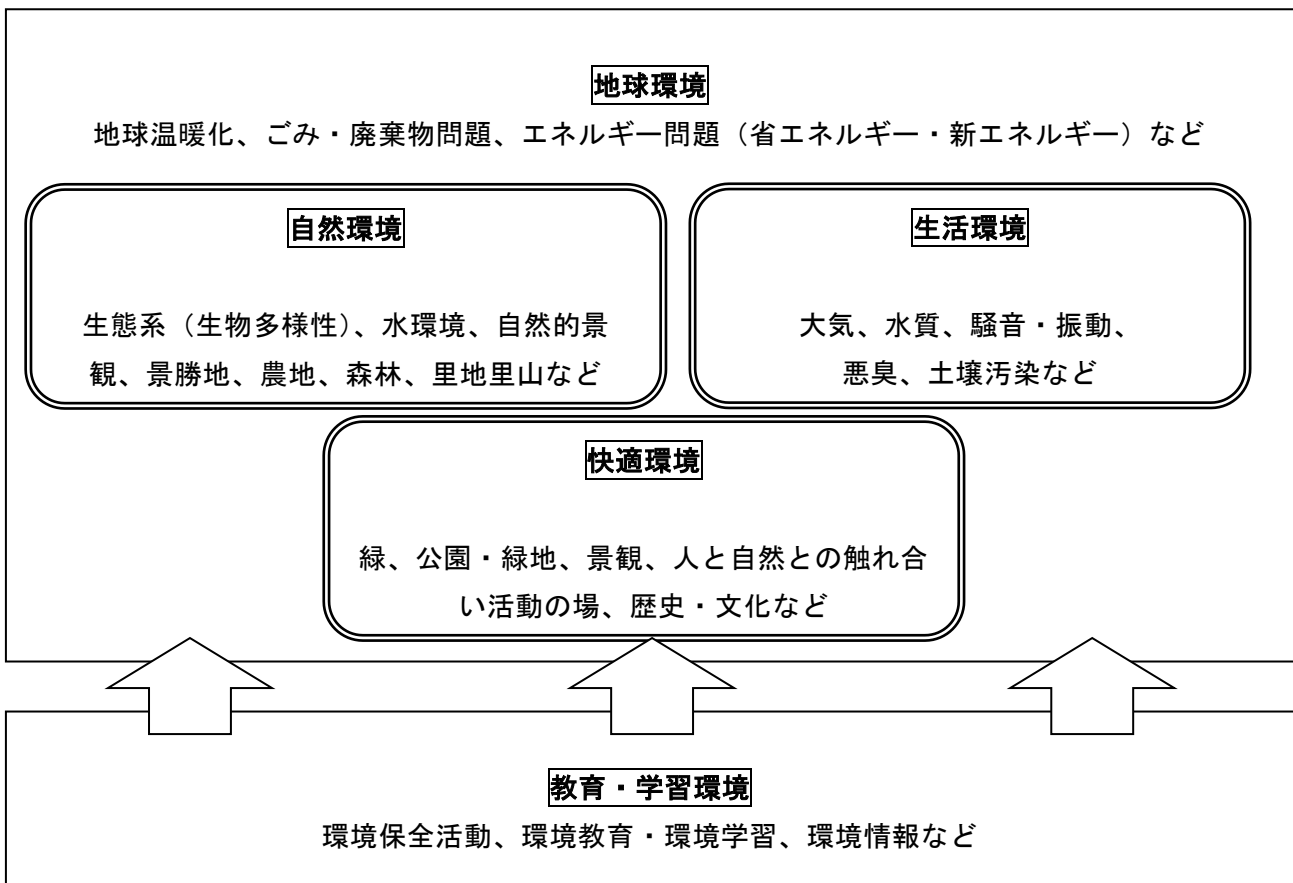 地球環境
地球温暖化、ごみ・廃棄物問題、エネルギー問題（省エネルギー・新エネルギー）など
自然環境
生態系（生物多様性）、水環境、自然的景
観、景勝地、農地、森林、里地里山など
生活環境
大気、水質、騒音・振動、
悪臭、土壌汚染など
快適環境
緑、公園・緑地、景観、人と自然との触れ合
い活動の場、歴史・文化など
教育・学習環境
環境保全活動、環境教育・環境学習、環境情報など